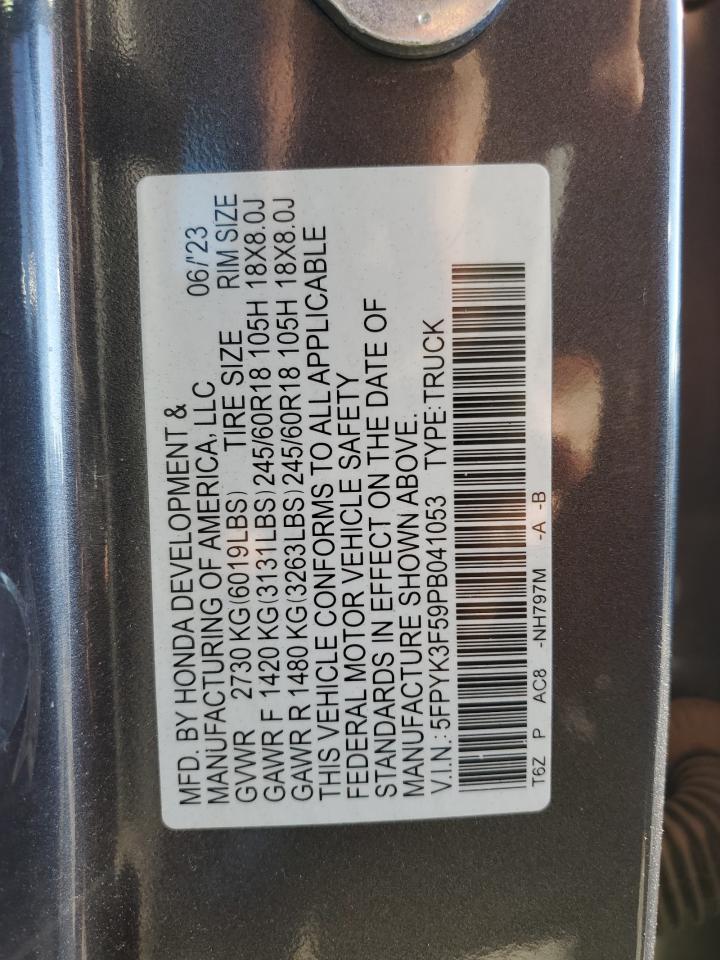 MFD. BY HONDA DEVELOPMENT &
MANUFACTURING OF AMERICA, LLC 06/'23
GVWR 2730 KG(6019LBS) TIRE SIZE RIM SIZE
GAWR F 1420 KG(3131LBS) 245/60R18 105H 18X8.0J
GAWR R 1480 KG(3263LBS) 245/60R18 105H 18X8.0J
THIS VEHICLE CONFORMS TO ALL APPLICABLE
FEDERAL MOTOR VEHICLE SAFETY
STANDARDS IN EFFECT ON THE DATE OF
MANUFACTURE SHOWN ABOVE.
V.I.N.: 5FPYK3F59PB041053 TYPE:TRUCK
T6Z P AC8 -NH797M -A -B